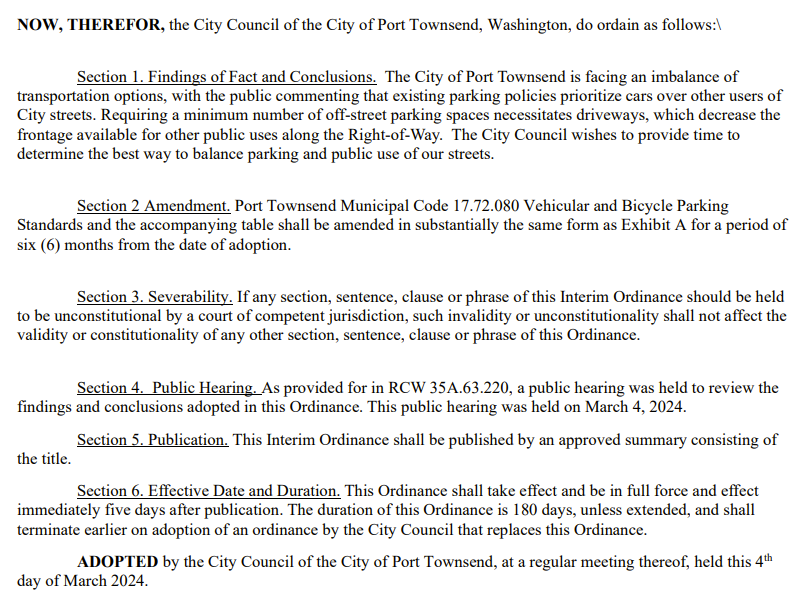 NOW, THEREFOR, the City Council of the City of Port Townsend, Washington, do ordain as follows:\
Section 1. Findings of Fact and Conclusions.  The City of Port Townsend is facing an imbalance of
transportation options, with the public commenting that existing parking policies prioritize cars over other users of
City streets. Requiring a minimum number of off-street parking spaces necessitates driveways, which decrease the
frontage available for other public uses along the Right-of-Way.  The City Council wishes to provide time to
determine the best way to balance parking and public use of our streets.
Section 2 Amendment. Port Townsend Municipal Code 17.72.080 Vehicular and Bicycle Parking
Standards and the accompanying table shall be amended in substantially the same form as Exhibit A for a period of
six (6) months from the date of adoption.
Section 3. Severability. If any section, sentence, clause or phrase of this Interim Ordinance should be held
to be unconstitutional by a court of competent jurisdiction, such invalidity or unconstitutionality shall not affect the
validity or constitutionality of any other section, sentence, clause or phrase of this Ordinance.
Section 4.  Public Hearing. As provided for in RCW 35A.63.220, a public hearing was held to review the
findings and conclusions adopted in this Ordinance. This public hearing was held on March 4, 2024.
Section 5. Publication. This Interim Ordinance shall be published by an approved summary consisting of
the title.
Section 6. Effective Date and Duration. This Ordinance shall take effect and be in full force and effect
immediately five days after publication. The duration of this Ordinance is 180 days, unless extended, and shall
terminate earlier on adoption of an ordinance by the City Council that replaces this Ordinance.
ADOPTED by the City Council of the City of Port Townsend, at a regular meeting thereof, held this 4th
day of March 2024.